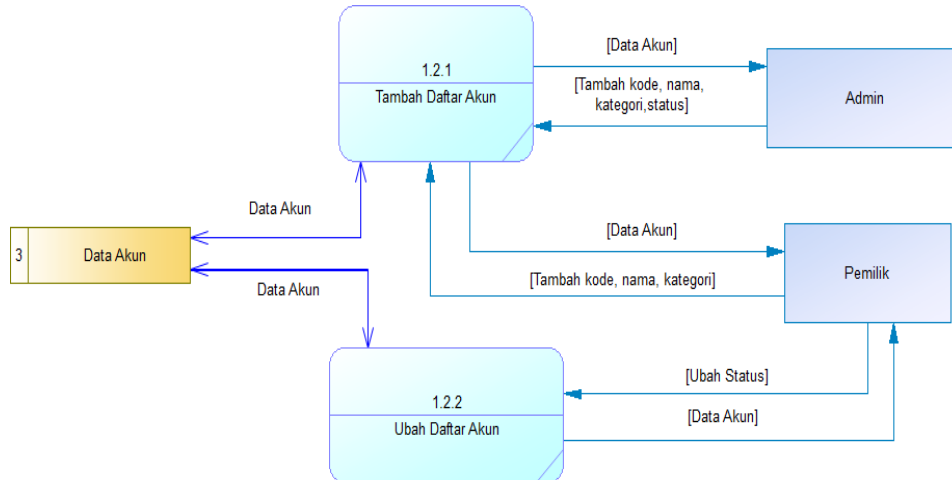 1.2.1
Tambah Daftar Akun
[Data Akun]
[Tambah kode, nama,
kategori,status]
Admin
Data Akun
3
Data Akun
Data Akun
[Data Akun]
[Tambah kode, nama, kategori]
Pemilik
1.2.2
Ubah Daftar Akun
[Ubah Status]
[Data Akun]